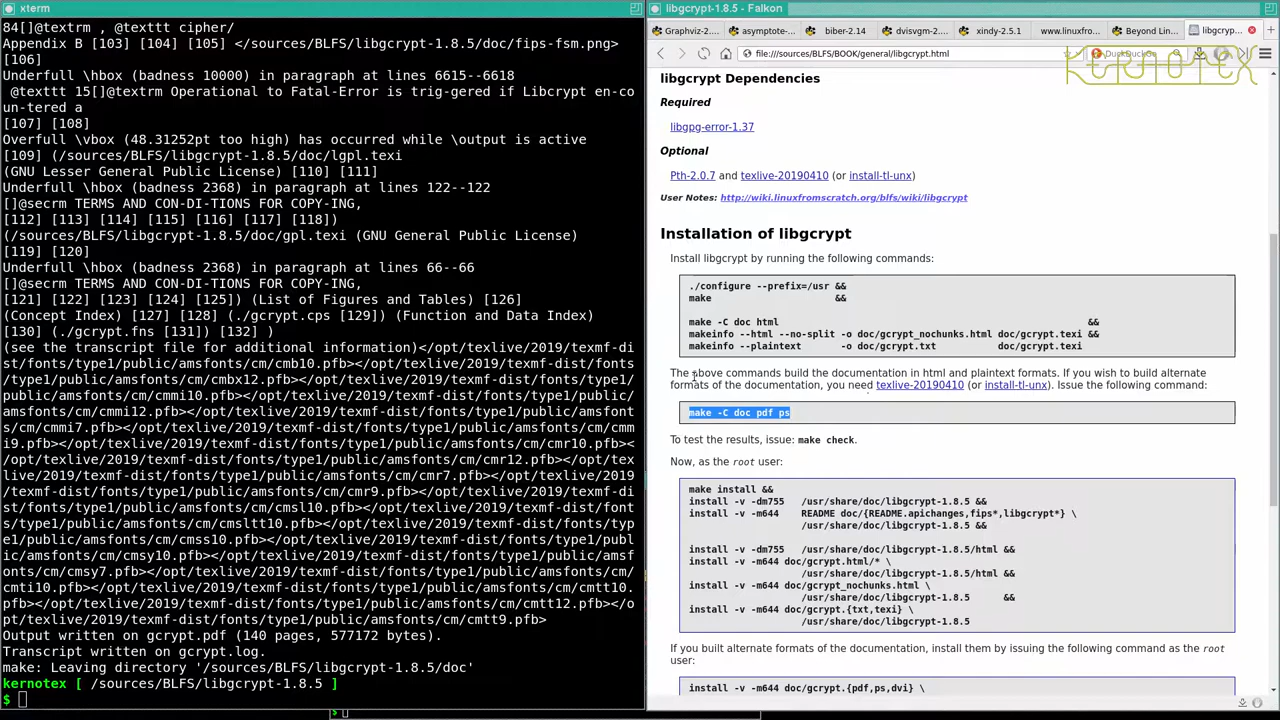 xterm
84[]@textrm , @texttt cipher/
Appendix B [103] [104] [105] </sources/BLFS/libgcrypt-1.8.5/doc/fips-fsm.png>
[106]
Underfull \hbox (badness 10000) in paragraph at lines 6615--6618
 @texttt 15[]@textrm Operational to Fatal-Error is trig-gered if Libcrypt en-co
un-tered a
[107] [108]
Overfull \vbox (48.31252pt too high) has occurred while \output is active
[109] (/sources/BLFS/libgcrypt-1.8.5/doc/lgpl.texi
(GNU Lesser General Public License) [110] [111]
Underfull \hbox (badness 2368) in paragraph at lines 122--122
[]@secrm TERMS AND CON-DI-TIONS FOR COPY-ING,
[112] [113] [114] [115] [116] [117] [118])
(/sources/BLFS/libgcrypt-1.8.5/doc/gpl.texi (GNU General Public License)
[119] [120]
Underfull \hbox (badness 2368) in paragraph at lines 66--66
[]@secrm TERMS AND CON-DI-TIONS FOR COPY-ING,
[121] [122] [123] [124] [125]) (List of Figures and Tables) [126]
(Concept Index) [127] [128] (./gcrypt.cps [129]) (Function and Data Index)
[130] (./gcrypt.fns [131]) [132] )
(see the transcript file for additional information)</opt/texlive/2019/texmf-di
st/fonts/type1/public/amsfonts/cm/cmb10.pfb></opt/texlive/2019/texmf-dist/fonts
/type1/public/amsfonts/cm/cmbx12.pfb></opt/texlive/2019/texmf-dist/fonts/type1/
public/amsfonts/cm/cmmi10.pfb></opt/texlive/2019/texmf-dist/fonts/type1/public/
amsfonts/cm/cmmi12.pfb></opt/texlive/2019/texmf-dist/fonts/type1/public/amsfont
s/cm/cmmi7.pfb></opt/texlive/2019/texmf-dist/fonts/type1/public/amsfonts/cm/cmm
i9.pfb></opt/texlive/2019/texmf-dist/fonts/type1/public/amsfonts/cm/cmr10.pfb><
/opt/texlive/2019/texmf-dist/fonts/type1/public/amsfonts/cm/cmr12.pfb></opt/tex
live/2019/texmf-dist/fonts/type1/public/amsfonts/cm/cmr7.pfb></opt/texlive/2019
/texmf-dist/fonts/type1/public/amsfonts/cm/cmr9.pfb></opt/texlive/2019/texmf-di
st/fonts/type1/public/amsfonts/cm/cmsl10.pfb></opt/texlive/2019/texmf-dist/font
s/type1/public/amsfonts/cm/cmsltt10.pfb></opt/texlive/2019/texmf-dist/fonts/typ
e1/public/amsfonts/cm/cmss10.pfb></opt/texlive/2019/texmf-dist/fonts/type1/publ
ic/amsfonts/cm/cmsy10.pfb></opt/texlive/2019/texmf-dist/fonts/type1/public/amsf
onts/cm/cmsy7.pfb></opt/texlive/2019/texmf-dist/fonts/type1/public/amsfonts/cm/
cmti10.pfb></opt/texlive/2019/texmf-dist/fonts/type1/public/amsfonts/cm/cmtt10.
pfb></opt/texlive/2019/texmf-dist/fonts/type1/public/amsfonts/cm/cmtt12.pfb></o
pt/texlive/2019/texmf-dist/fonts/type1/public/amsfonts/cm/cmtt9.pfb>
Output written on gcrypt.pdf (140 pages, 577172 bytes).
Transcript written on gcrypt.log.
make: Leaving directory '/sources/BLFS/libgcrypt-1.8.5/doc'
kernotex [ /sources/BLFS/libgcrypt-1.8.5 ]
$
libgcrypt-1.8.5 - Falkon
Graphviz-2.... asymptote-... biber-2.14 dvisvgm-2.... xindy-2.5.1 www.linuxfro... Beyond Lin... libgcryp...
file:///sources/BLFS/BOOK/general/libgcrypt.html
DuckDuckGo
KERNOTEX
libgcrypt Dependencies
Required
libgpg-error-1.37
Optional
Pth-2.0.7 and texlive-20190410 (or install-tl-unx)
User Notes: http://wiki.linuxfromscratch.org/blfs/wiki/libgcrypt
Installation of libgcrypt
Install libgcrypt by running the following commands:
./configure --prefix=/usr &&
make &&
make -C doc html &&
makeinfo --html --no-split -o doc/gcrypt_nochunks.html doc/gcrypt.texi &&
makeinfo --plaintext -o doc/gcrypt.txt doc/gcrypt.texi
The above commands build the documentation in html and plaintext formats. If you wish to build alternate
formats of the documentation, you need texlive-20190410 (or install-tl-unx). Issue the following command:
make -C doc pdf ps
To test the results, issue: make check.
Now, as the root user:
make install &&
install -v -dm755 /usr/share/doc/libgcrypt-1.8.5 &&
install -v -m644 README doc/{README.apichanges,fips*,libgcrypt*} \
/usr/share/doc/libgcrypt-1.8.5 &&
install -v -dm755 /usr/share/doc/libgcrypt-1.8.5/html &&
install -v -m644 doc/gcrypt.html/* \
/usr/share/doc/libgcrypt-1.8.5/html &&
install -v -m644 doc/gcrypt_nochunks.html \
/usr/share/doc/libgcrypt-1.8.5 &&
install -v -m644 doc/gcrypt.{txt,texi} \
/usr/share/doc/libgcrypt-1.8.5
If you built alternate formats of the documentation, install them by issuing the following command as the root
user:
install -v -m644 doc/gcrypt.{pdf,ps,dvi} \
$